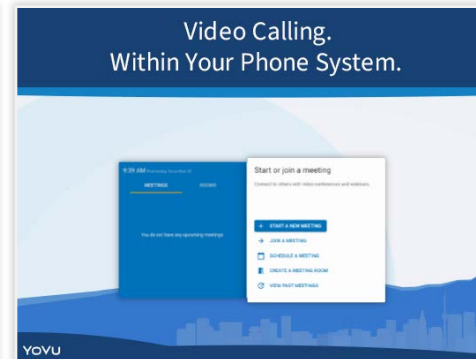 Video Calling.
Within Your Phone System.
9:39 AM
MEETINGS ROOMS
You do not have any upcoming meetings
Start or join a meeting
Connect to others with video conferences and webinars.
+ START A NEW MEETING
JOIN A MEETING
SCHEDULE A MEETING
CREATE A MEETING ROOM
VIEW PAST MEETINGS
YOVU